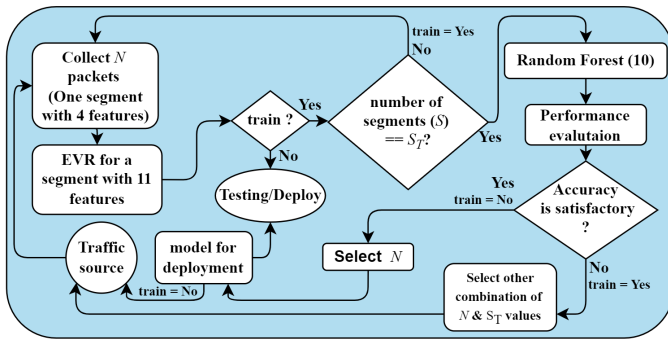 Collect N
packets
(One segment
with 4 features)
EVR for a
segment with 11
features
train ?
Yes
No
Testing/Deploy
train = Yes
No
number of
segments (S)
== S_T?
Yes
Random Forest (10)
Performance
evalutaion
Accuracy
is satisfactory
?
Yes
train = No
No
train = Yes
Select N
Select other
combination of
N & S_T values
model for
deployment
train = No
Traffic
source